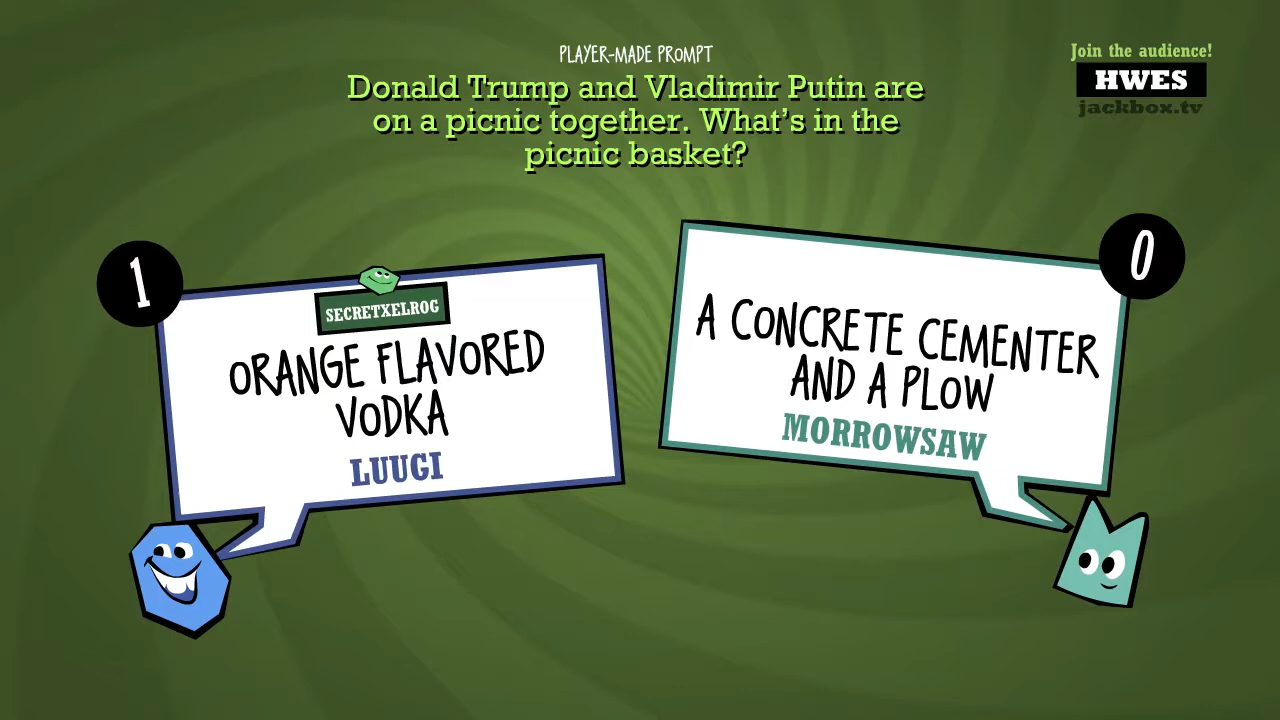 PLAYER-MADE PROMPT
Donald Trump and Vladimir Putin are
on a picnic together. What's in the
picnic basket?
Join the audience!
HWES
jackbox.tv
1
SECRETXELROG
ORANGE FLAVORED
VODKA
LUUGI
0
A CONCRETE CEMENTER
AND A PLOW
MORROWSAW